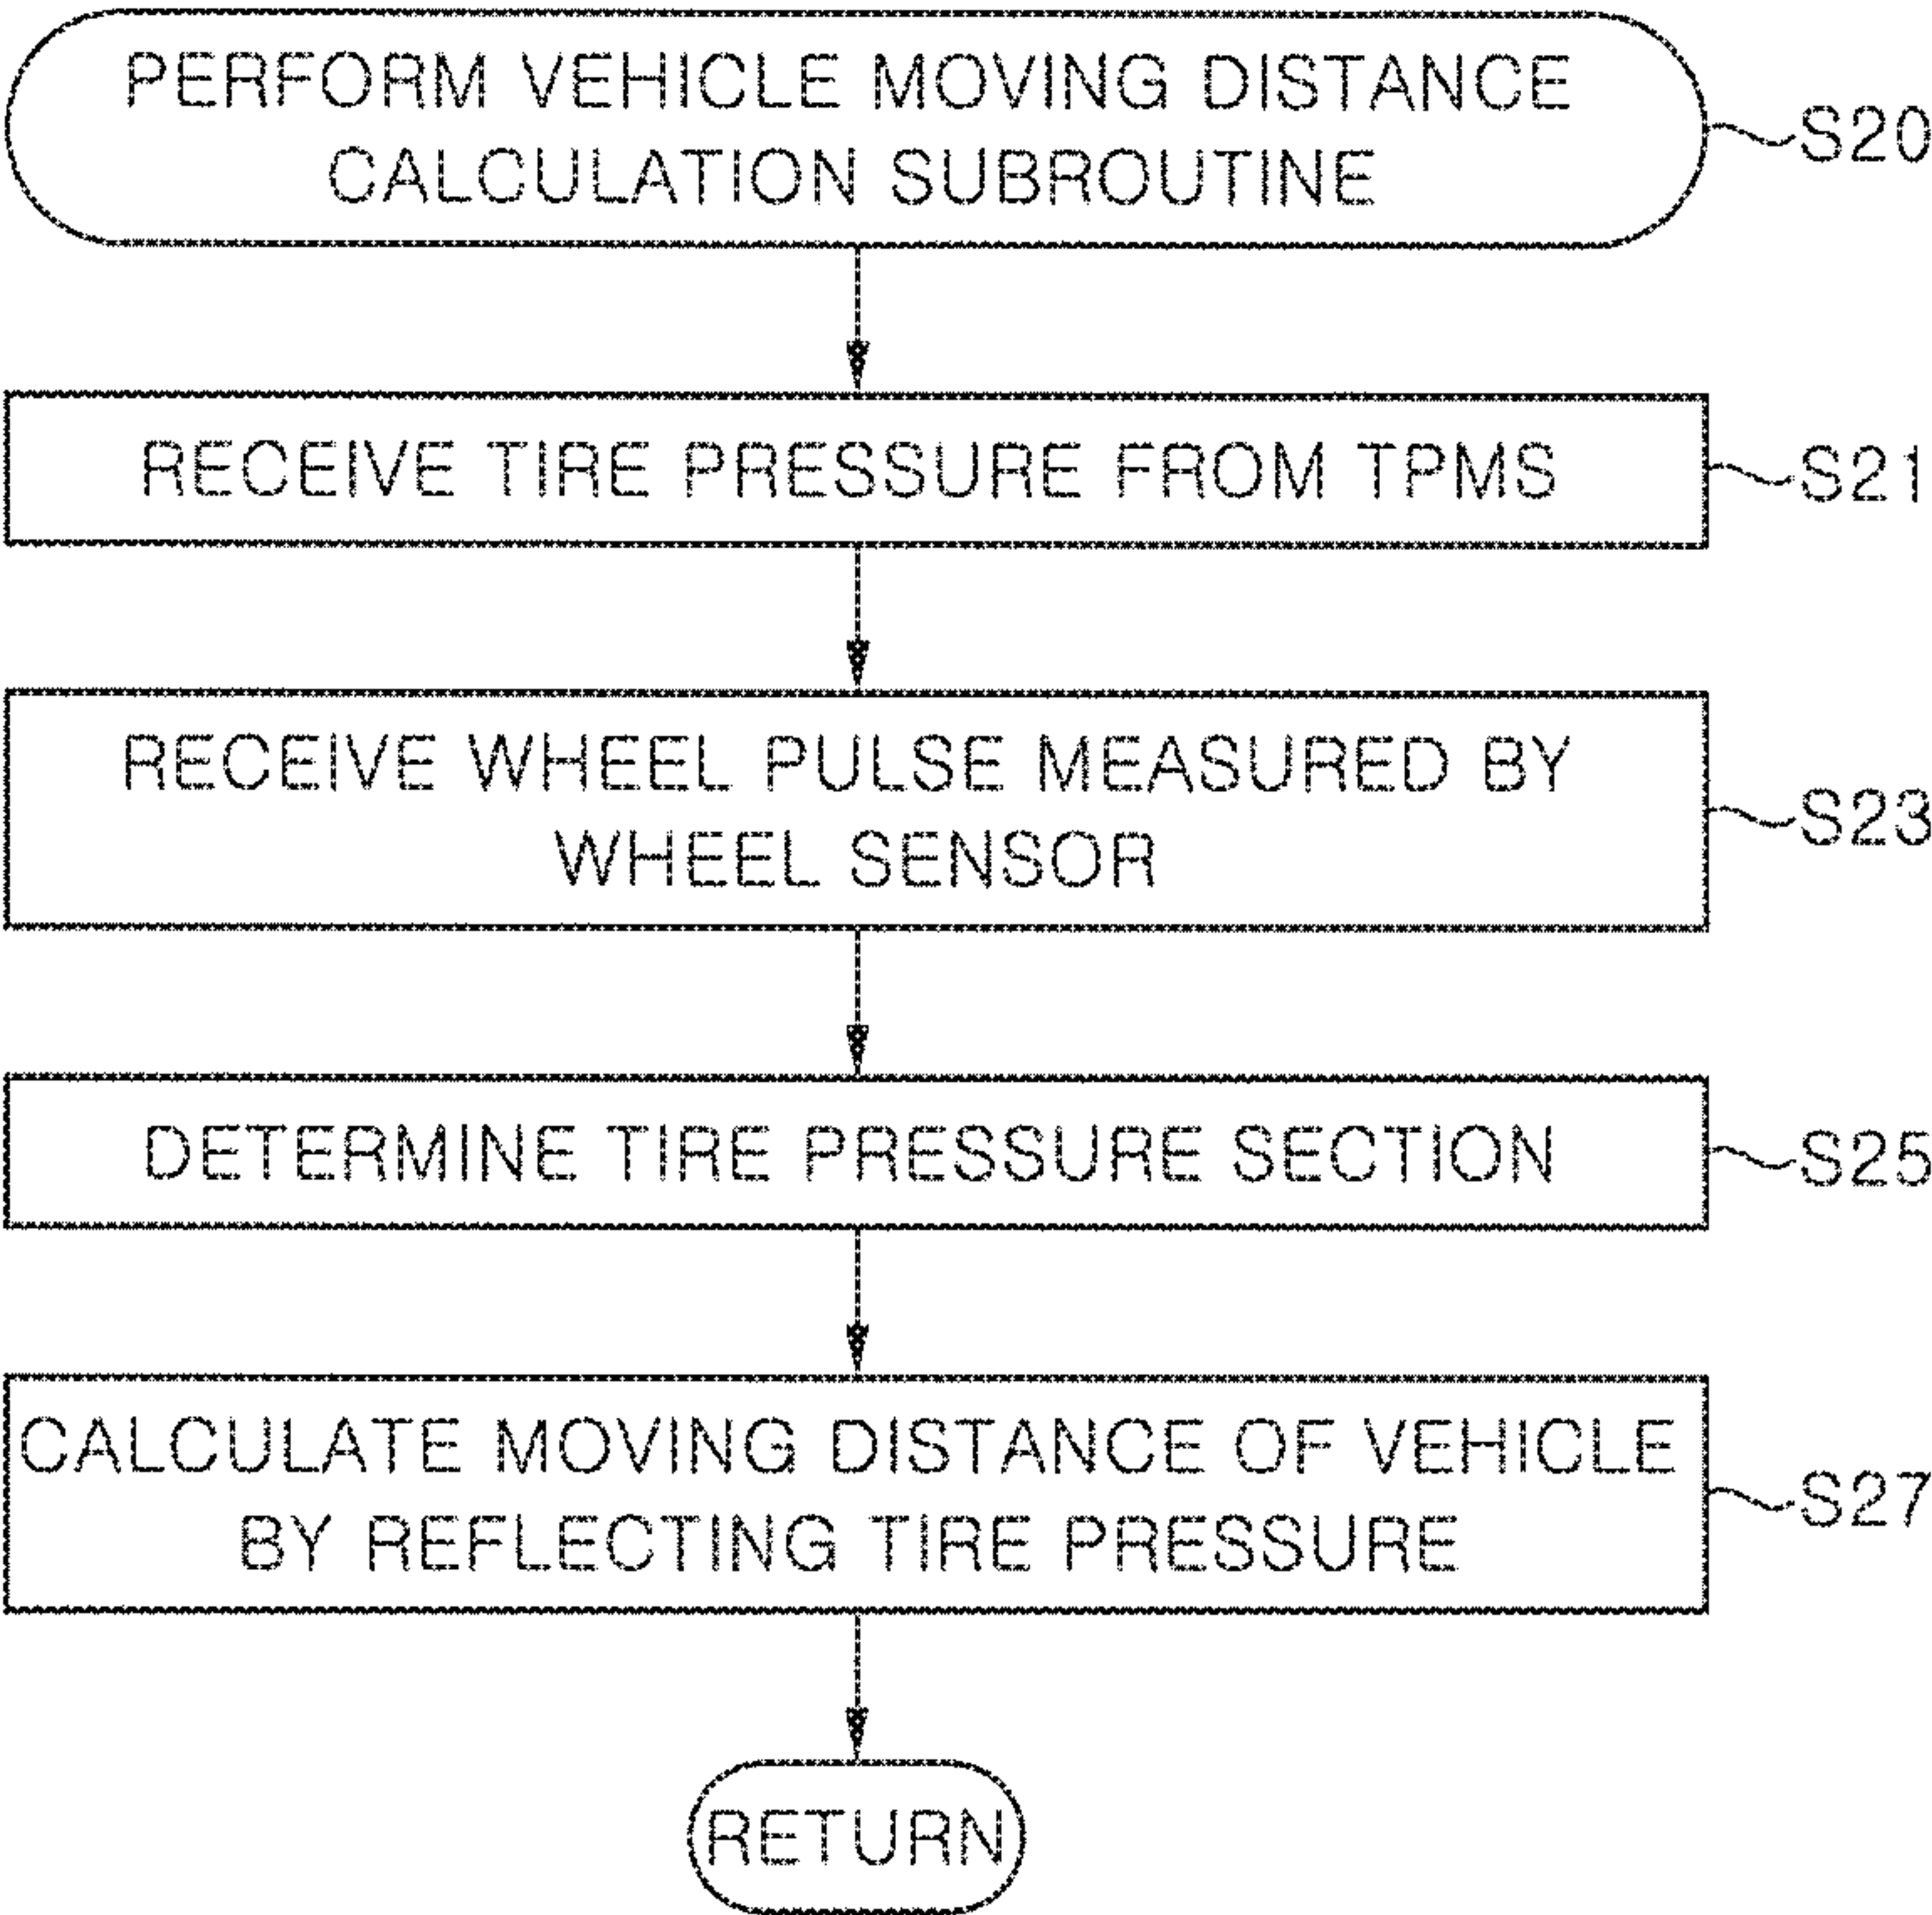 PERFORM VEHICLE MOVING DISTANCE
CALCULATION SUBROUTINE
S20
RECEIVE TIRE PRESSURE FROM TPMS
S21
RECEIVE WHEEL PULSE MEASURED BY
WHEEL SENSOR
S23
DETERMINE TIRE PRESSURE SECTION
S25
CALCULATE MOVING DISTANCE OF VEHICLE
BY REFLECTING TIRE PRESSURE
S27
RETURN